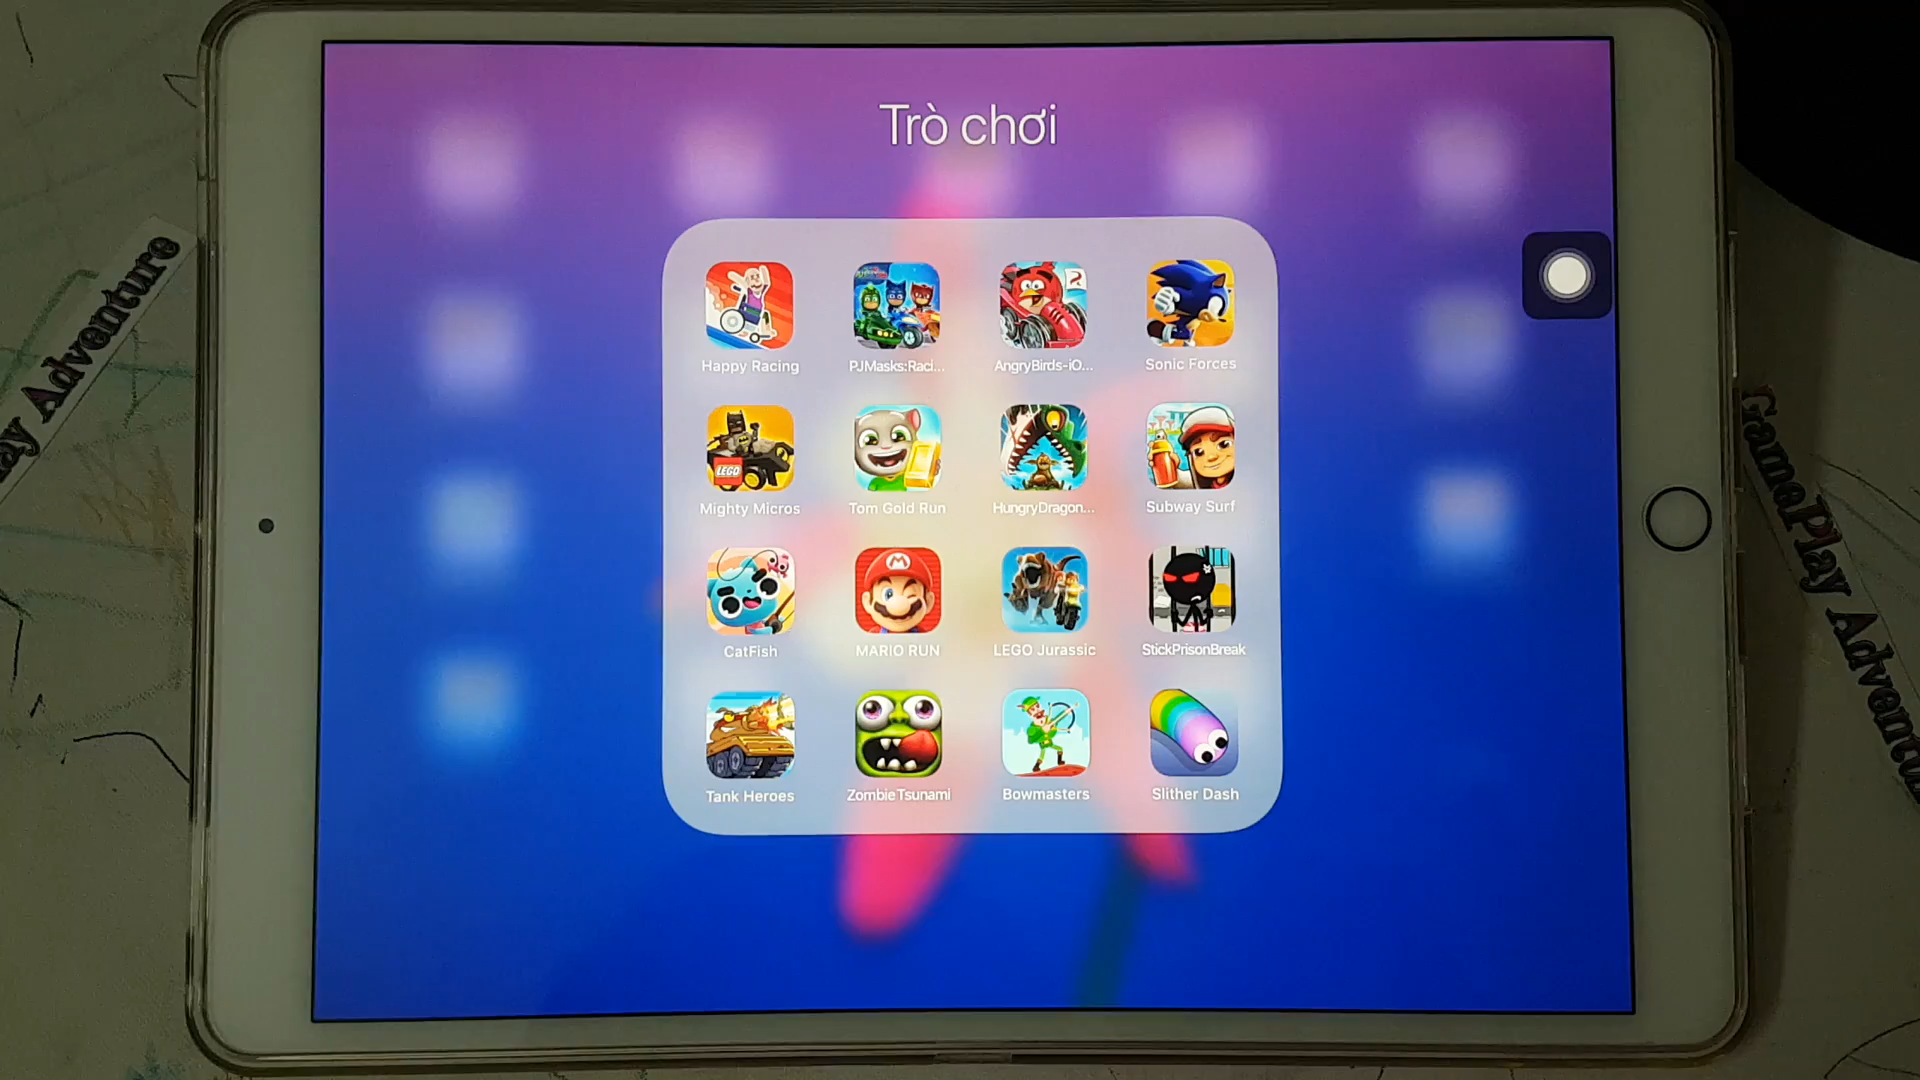 Trò chơi
Happy Racing
PJMasks:Raci...
AngryBirds-iO...
Sonic Forces
LEGO
Mighty Micros
Tom Gold Run
HungryDragon...
Subway Surf
M
CatFish
MARIO RUN
LEGO Jurassic
StickPrisonBreak
Tank Heroes
ZombieTsunami
Bowmasters
Slither Dash
Adventure
GamePlay